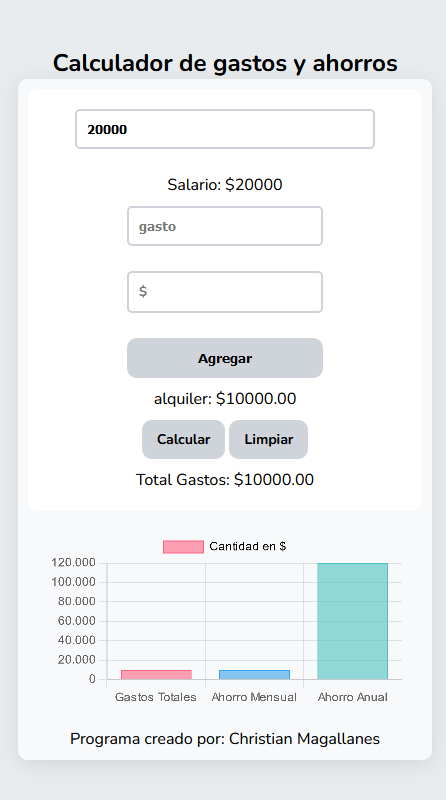 Calculador de gastos y ahorros
20000
Salario: $20000
gasto
$
Agregar
alquiler: $10000.00
Calcular Limpiar
Total Gastos: $10000.00
Cantidad en $
120.000
100.000
80.000
60.000
40.000
20.000
0
Gastos Totales Ahorro Mensual Ahorro Anual
Programa creado por: Christian Magallanes